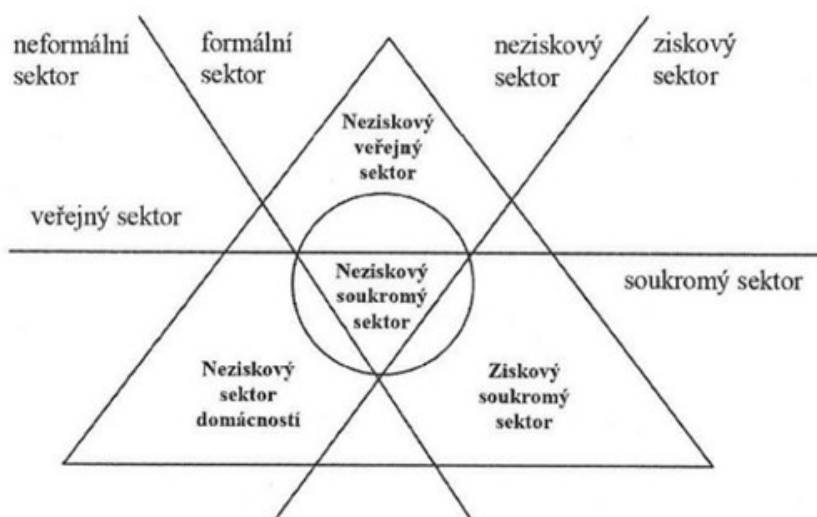 neformální
sektor
formální
sektor
neziskový
sektor
ziskový
sektor
Neziskový
veřejný
sektor
veřejný sektor
soukromý sektor
Neziskový
soukromý
sektor
Neziskový
sektor
domácností
Ziskový
soukromý
sektor